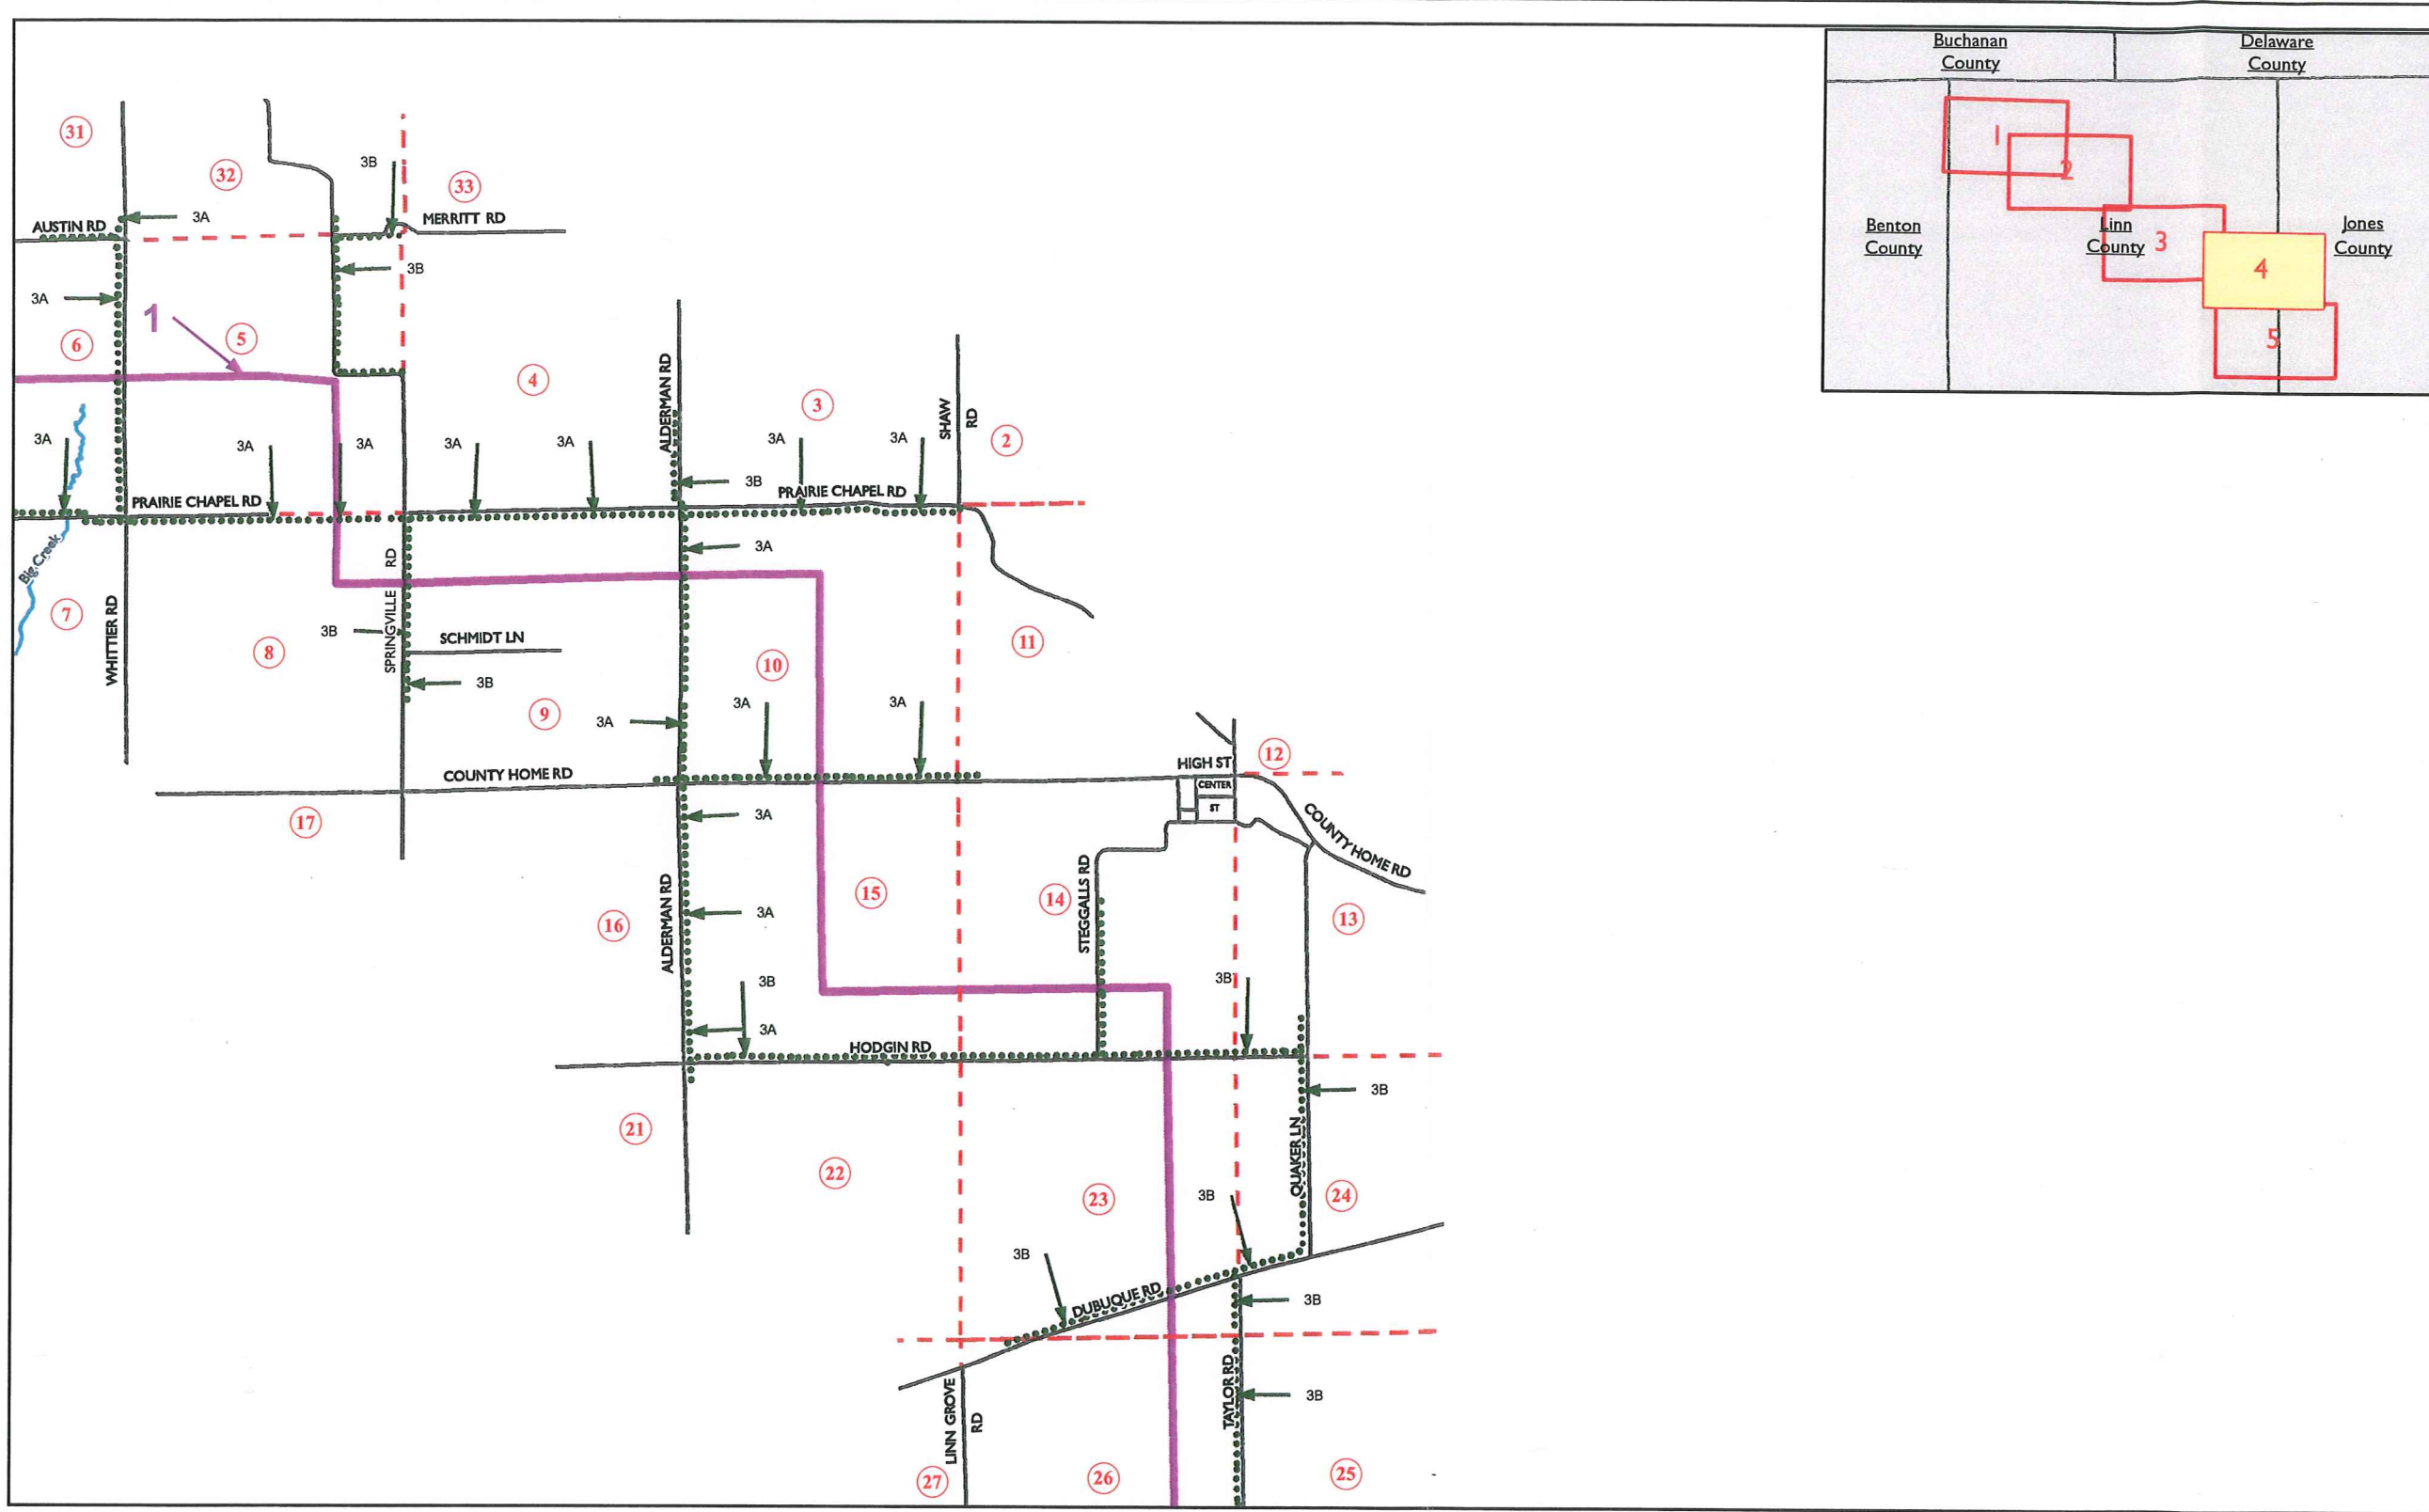 Buchanan
County
Delaware
County
Benton
County
Linn
County
Jones
County
1
2
3
4
5
31
32
3B
33
AUSTIN RD
3A
MERRITT RD
3B
3A
1
5
6
4
ALDERMAN RD
3
SHAW
RD
2
3A
3A
3A
3A
3A
3A
3A
3B
PRAIRIE CHAPEL RD
PRAIRIE CHAPEL RD
Big Creek
3A
7
WHITTIER RD
8
SPRINGVILLE
RD
3B
SCHMIDT LN
3B
9
10
11
3A
3A
3A
COUNTY HOME RD
HIGH ST
12
CENTER
ST
COUNTY HOME RD
17
3A
15
14
STEGGALLS RD
13
16
ALDERMAN RD
3A
3B
3A
3B
HODGIN RD
3B
21
22
23
QUAKER LN
24
3B
3B
DUBUQUE RD
3B
TAYLOR RD
3B
LINN GROVE
RD
27
26
25